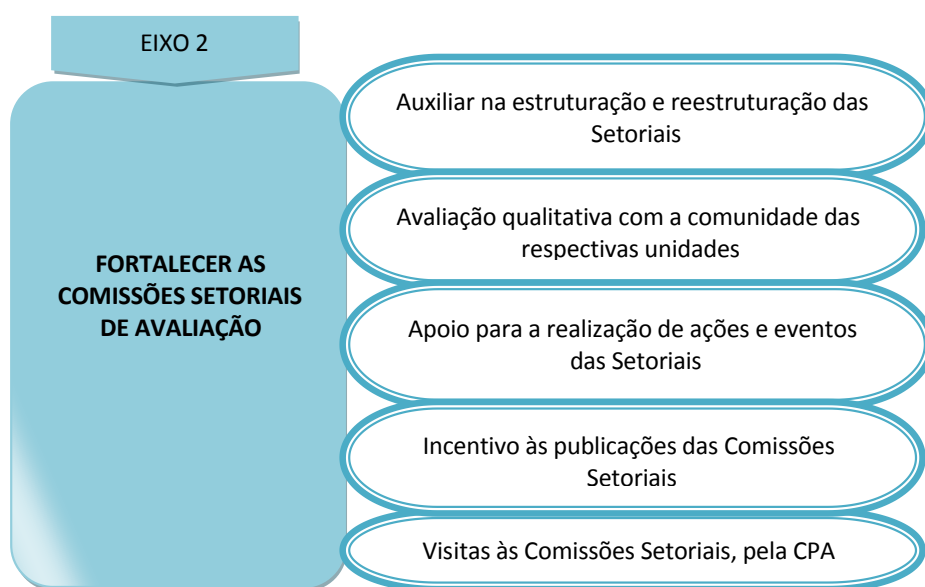 EIXO 2
FORTALECER AS
COMISSÕES SETORIAIS
DE AVALIAÇÃO
Auxiliar na estruturação e reestruturação das
Setoriais
Avaliação qualitativa com a comunidade das
respectivas unidades
Apoio para a realização de ações e eventos
das Setoriais
Incentivo às publicações das Comissões
Setoriais
Visitas às Comissões Setoriais, pela CPA